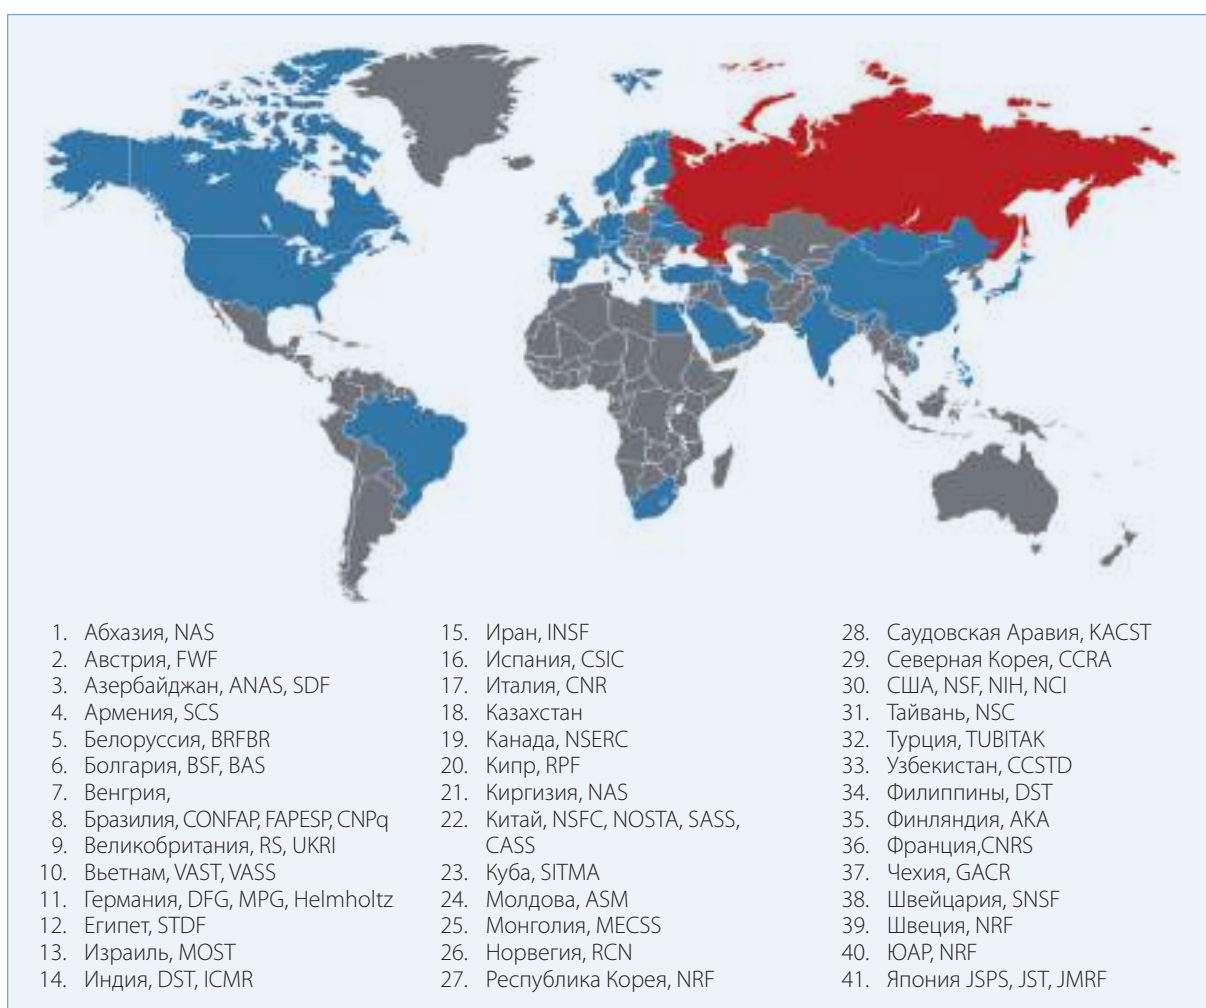 1. Абхазия, NAS
2. Австрия, FWF
3. Азербайджан, ANAS, SDF
4. Армения, SCS
5. Белоруссия, BRFBR
6. Болгария, BSF, BAS
7. Венгрия,
8. Бразилия, CONFAP, FAPESP, CNPq
9. Великобритания, RS, UKRI
10. Вьетнам, VAST, VASS
11. Германия, DFG, MPG, Helmholtz
12. Египет, STDF
13. Израиль, MOST
14. Индия, DST, ICMR
15. Иран, INSF
16. Испания, CSIC
17. Италия, CNR
18. Казахстан
19. Канада, NSERC
20. Кипр, RPF
21. Киргизия, NAS
22. Китай, NSFC, NOSTA, SASS,
CASS
23. Куба, SITMA
24. Молдова, ASM
25. Монголия, MECSS
26. Норвегия, RCN
27. Республика Корея, NRF
28. Саудовская Аравия, KACST
29. Северная Корея, CCRA
30. США, NSF, NIH, NCI
31. Тайвань, NSC
32. Турция, TUBITAK
33. Узбекистан, CCSTD
34. Филиппины, DST
35. Финляндия, AKA
36. Франция,CNRS
37. Чехия, GACR
38. Швейцария, SNSF
39. Швеция, NRF
40. ЮАР, NRF
41. Япония JSPS, JST, JMRF